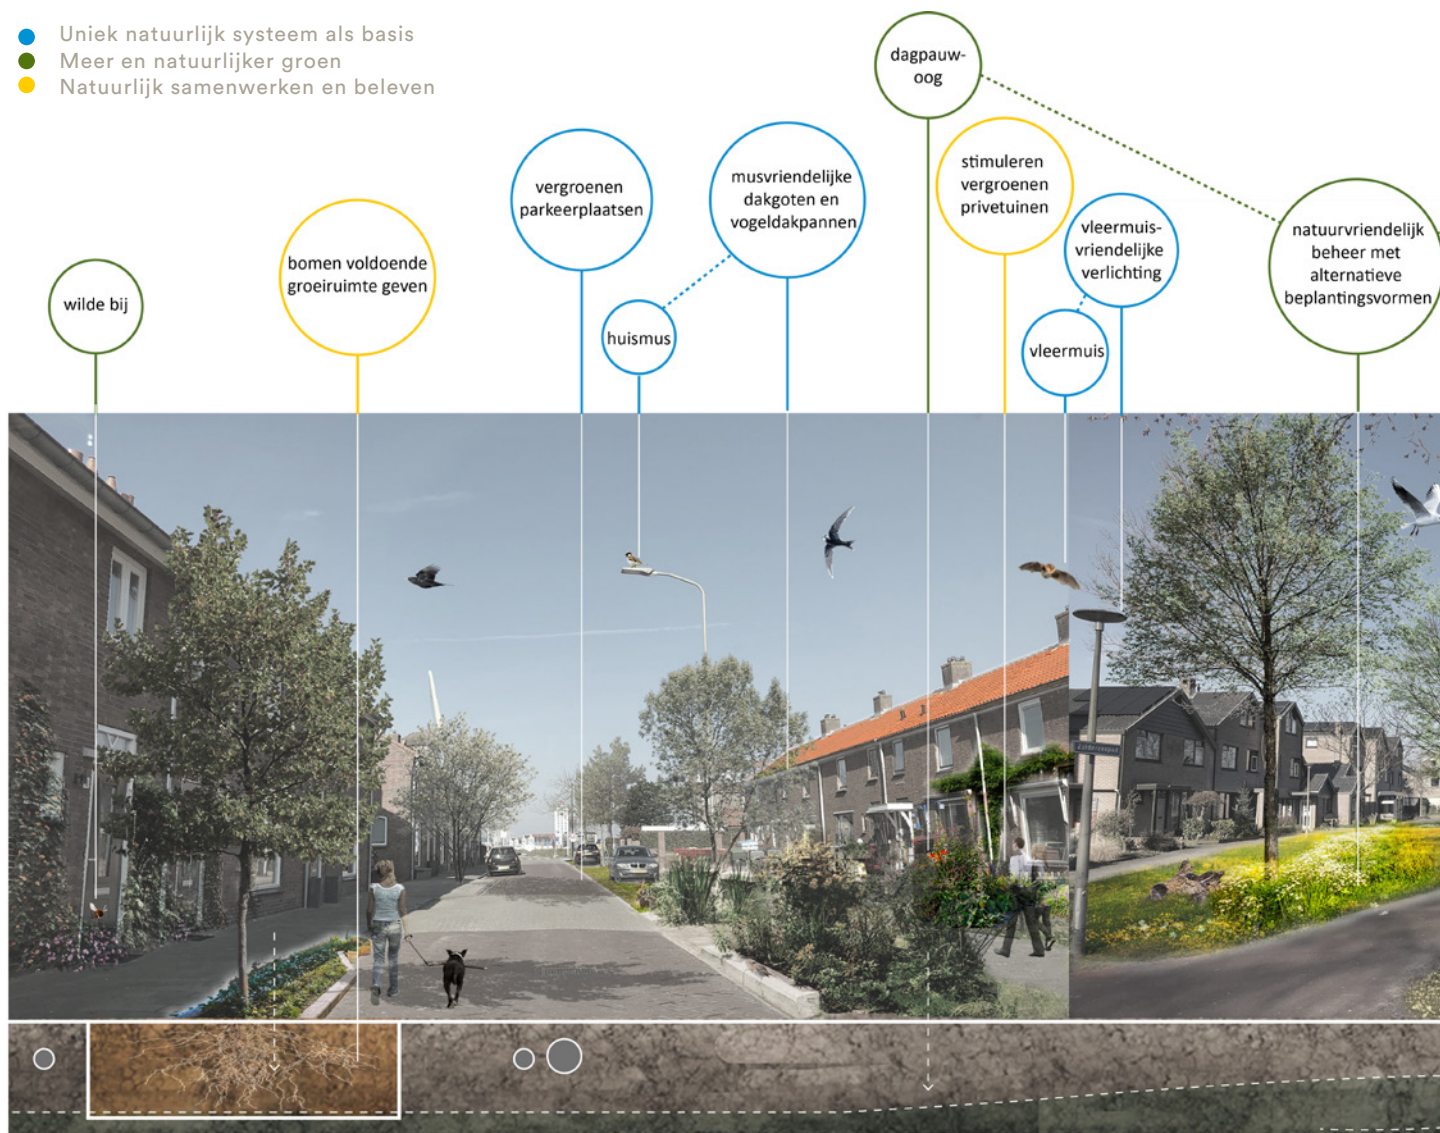 Uniek natuurlijk systeem als basis
Meer en natuurlijker groen
Natuurlijk samenwerken en beleven
dagpauw-
oog
stimuleren
vergroenen
privetuinen
vergroenen
parkeerplaatsen
musvriendelijke
dakgoten en
vogeldakpannen
vleermuis-
vriendelijke
verlichting
natuurvriendelijk
beheer met
alternatieve
beplantingsvormen
bomen voldoende
groeiruimte geven
wilde bij
huismus
vleermuis